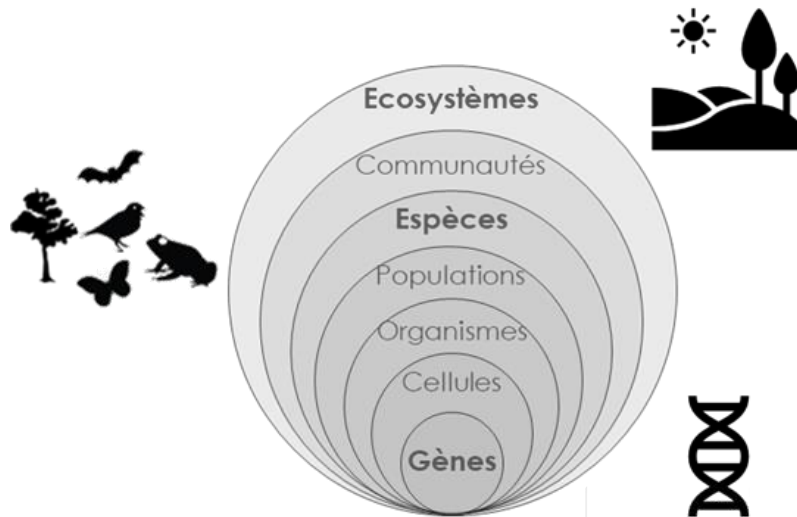 Ecosystèmes
Communautés
Espèces
Populations
Organismes
Cellules
Gènes